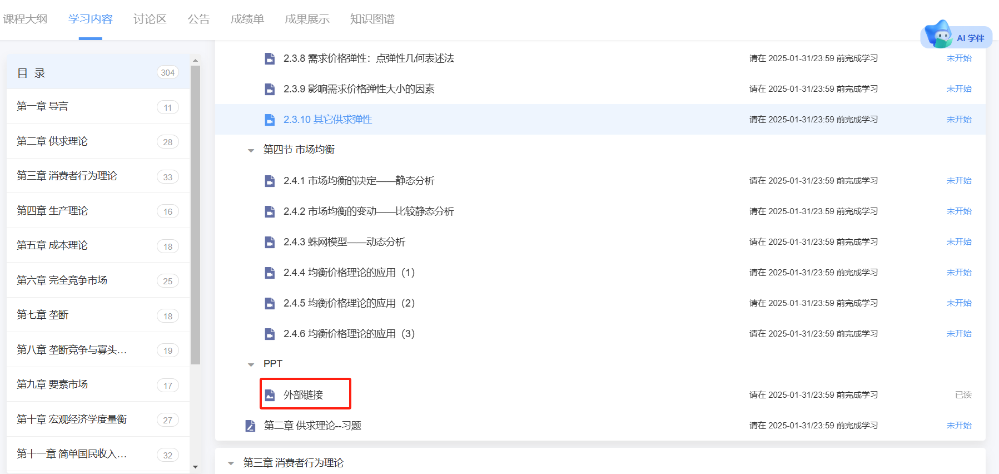 课程大纲 学习内容 讨论区 公告 成绩单 成果展示 知识图谱
AI 学伴
目 录 304
第一章 导言 11
第二章 供求理论 28
第三章 消费者行为理论 33
第四章 生产理论 16
第五章 成本理论 18
第六章 完全竞争市场 25
第七章 垄断 18
第八章 垄断竞争与寡头... 19
第九章 要素市场 17
第十章 宏观经济学度量衡 27
第十一章 简单国民收入... 32
2.3.8 需求价格弹性：点弹性几何表述法 请在 2025-01-31/23:59 前完成学习 未开始
2.3.9 影响需求价格弹性大小的因素 请在 2025-01-31/23:59 前完成学习 未开始
2.3.10 其它供求弹性 请在 2025-01-31/23:59 前完成学习 未开始
第四节 市场均衡
2.4.1 市场均衡的决定——静态分析 请在 2025-01-31/23:59 前完成学习 未开始
2.4.2 市场均衡的变动——比较静态分析 请在 2025-01-31/23:59 前完成学习 未开始
2.4.3 蛛网模型——动态分析 请在 2025-01-31/23:59 前完成学习 未开始
2.4.4 均衡价格理论的应用（1） 请在 2025-01-31/23:59 前完成学习 未开始
2.4.5 均衡价格理论的应用（2） 请在 2025-01-31/23:59 前完成学习 未开始
2.4.6 均衡价格理论的应用（3） 请在 2025-01-31/23:59 前完成学习 未开始
PPT
外部链接 请在 2025-01-31/23:59 前完成学习 已读
第二章 供求理论--习题 请在 2025-01-31/23:59 前完成学习 未开始
第三章 消费者行为理论